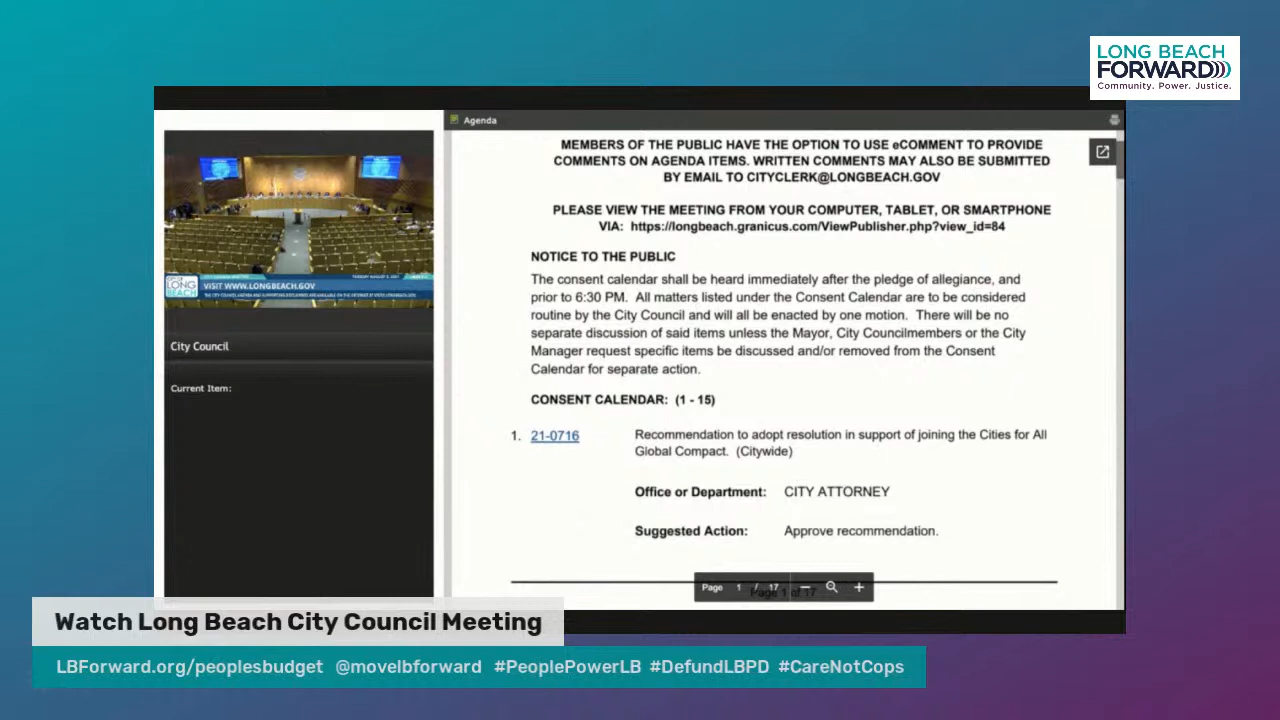 LONG BEACH
FORWARD
Community. Power. Justice.
Agenda
MEMBERS OF THE PUBLIC HAVE THE OPTION TO USE eCOMMENT TO PROVIDE
COMMENTS ON AGENDA ITEMS. WRITTEN COMMENTS MAY ALSO BE SUBMITTED
BY EMAIL TO CITYCLERK@LONGBEACH.GOV
PLEASE VIEW THE MEETING FROM YOUR COMPUTER, TABLET, OR SMARTPHONE
VIA: https://longbeach.granicus.com/ViewPublisher.php?view_id=84
NOTICE TO THE PUBLIC
The consent calendar shall be heard immediately after the pledge of allegiance, and
prior to 6:30 PM. All matters listed under the Consent Calendar are to be considered
routine by the City Council and will all be enacted by one motion. There will be no
separate discussion of said items unless the Mayor, City Councilmembers or the City
Manager request specific items be discussed and/or removed from the Consent
Calendar for separate action.
CONSENT CALENDAR: (1 - 15)
1. 21-0716 Recommendation to adopt resolution in support of joining the Cities for All
Global Compact. (Citywide)
Office or Department: CITY ATTORNEY
Suggested Action: Approve recommendation.
Page 1 / 17
Page 1 of 17
LONG
BEACH
VISIT WWW.LONGBEACH.GOV
City Council
Current Item:
Watch Long Beach City Council Meeting
LBForward.org/peoplesbudget @movelbforward #PeoplePowerLB #DefundLBPD #CareNotCops